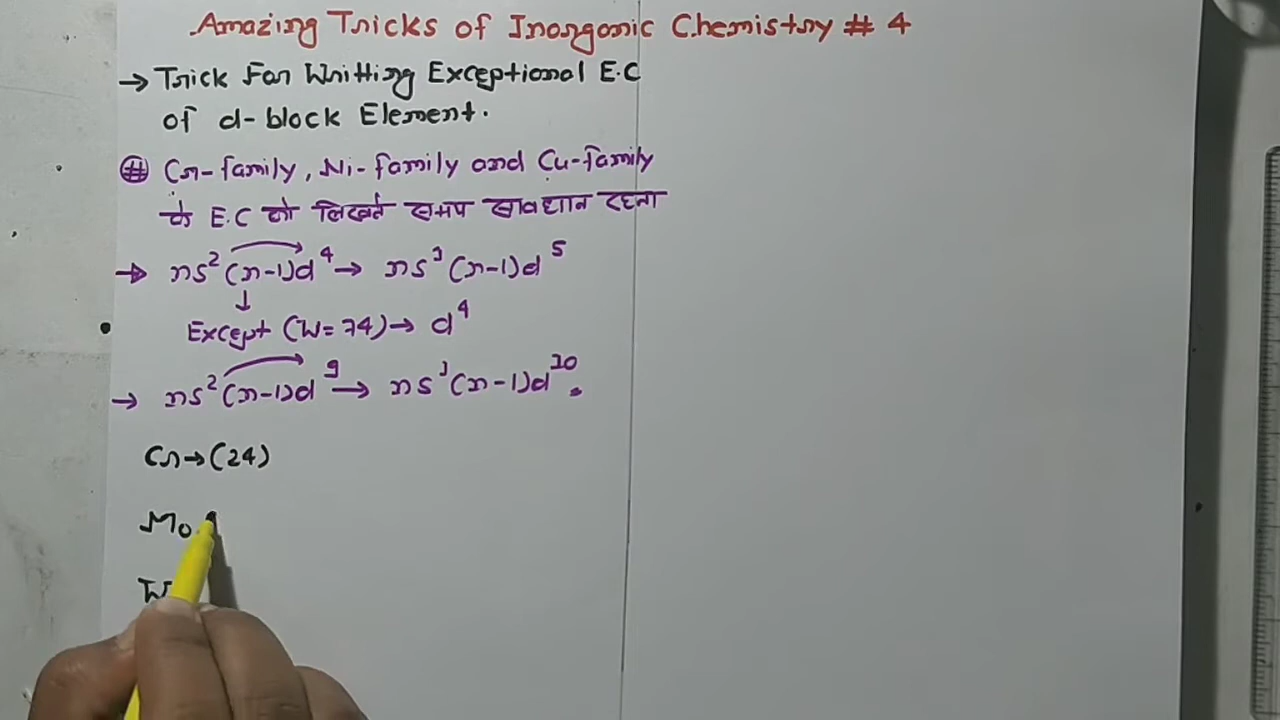 Amazing Tricks of Inorganic Chemistry # 4
→ Trick For Writting Exceptional E.C
of d-block Element.
# Cr-family, Ni-family and Cu-family
के E.C को लिखते समय सावधान रहना
→ ns² (n-1)d⁴ → ns¹ (n-1)d⁵
↓
Except (W=74) → d⁴
→ ns² (n-1)d⁹ → ns¹ (n-1)d¹⁰.
Cr → (24)
Mo
W